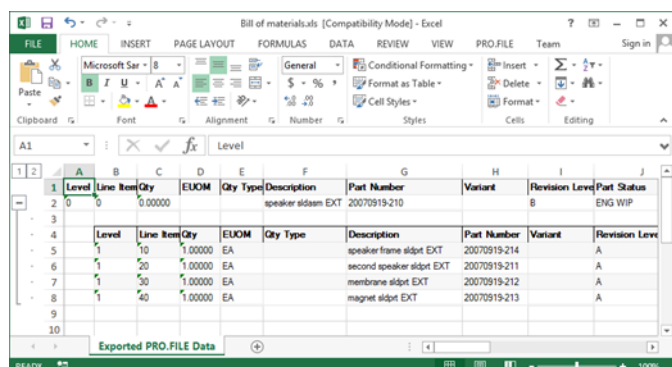 Bill of materials.xls [Compatibility Mode] - Excel
FILE HOME INSERT PAGE LAYOUT FORMULAS DATA REVIEW VIEW PRO.FILE Team Sign in
Paste
Microsoft Sar 8
B I U A A
General
$ % ,
Conditional Formatting
Format as Table
Cell Styles
Insert
Delete
Format
Clipboard Font Alignment Number Styles Cells Editing
A1 fx Level
1 2 A B C D E F G H I J
1 Level Line Item Qty EUOM Qty Type Description Part Number Variant Revision Leve Part Status
2 0 0 0.00000 speaker sldasm EXT 20070919-210 B ENG WIP
3
4 Level Line Item Qty EUOM Qty Type Description Part Number Variant Revision Leve
5 1 10 1.00000 EA speaker frame sldprt EXT 20070919-214 A
6 1 20 1.00000 EA second speaker sldprt EXT 20070919-211 A
7 1 30 1.00000 EA membrane sldprt EXT 20070919-212 A
8 1 40 1.00000 EA magnet sldprt EXT 20070919-213 A
9
10
Exported PRO.FILE Data
READY 100%